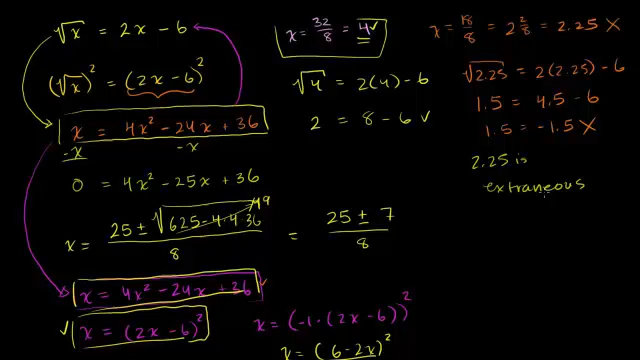 √x = 2x - 6
(√x)² = (2x - 6)²
x = 4x² - 24x + 36
-x -x
0 = 4x² - 25x + 36
x = 25 ± √625 - 4·4·36 49 / 8 = 25 ± 7 / 8
x = 4x² - 24x + 36 ✓
✓ x = (2x - 6)²
x = 32/8 = 4 ✓
√4 = 2(4) - 6
2 = 8 - 6 ✓
x = (-1·(2x - 6))²
x = (6 - 2x)²
x = 18/8 = 2 2/8 = 2.25 X
√2.25 = 2(2.25) - 6
1.5 = 4.5 - 6
1.5 = -1.5 X
2.25 is
extraneous